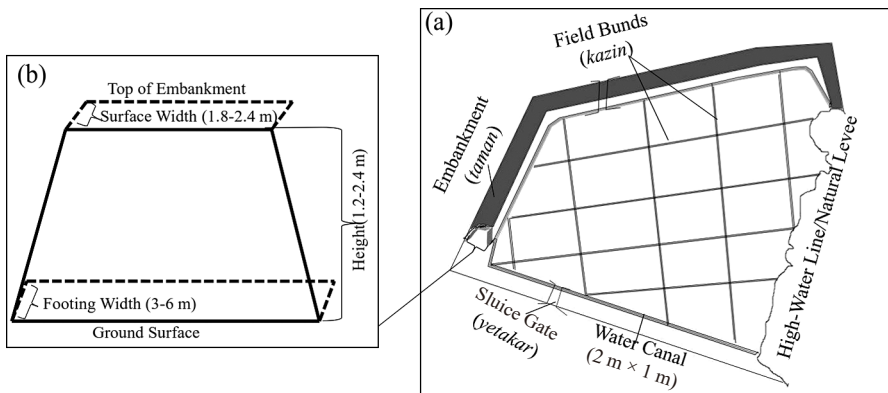 (b)
Top of Embankment
Surface Width (1.8-2.4 m)
Height (1.2-2.4 m)
Footing Width (3-6 m)
Ground Surface
(a)
Field Bunds
(kazin)
Embankment
(taman)
High-Water Line/Natural Levee
Sluice Gate
(yetakar)
Water Canal
(2 m × 1 m)